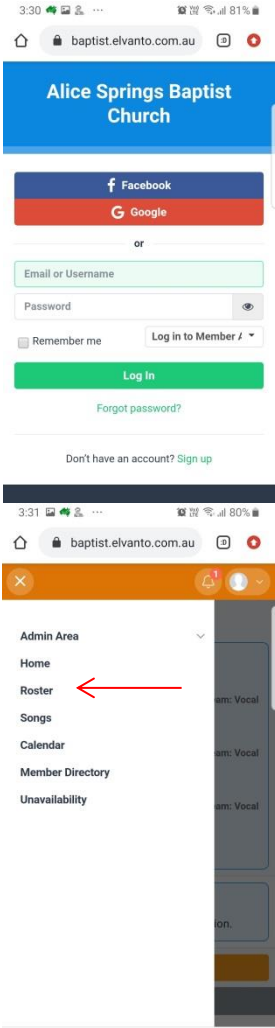 3:30 81%
baptist.elvanto.com.au :D
Alice Springs Baptist
Church
f Facebook
G Google
or
Email or Username
Password
Remember me Log in to Member
Log In
Forgot password?
Don't have an account? Sign up
3:31 80%
baptist.elvanto.com.au :D
1
Admin Area
Home
Roster
am: Vocal
Songs
Calendar
am: Vocal
Member Directory
Unavailability
am: Vocal
ion.